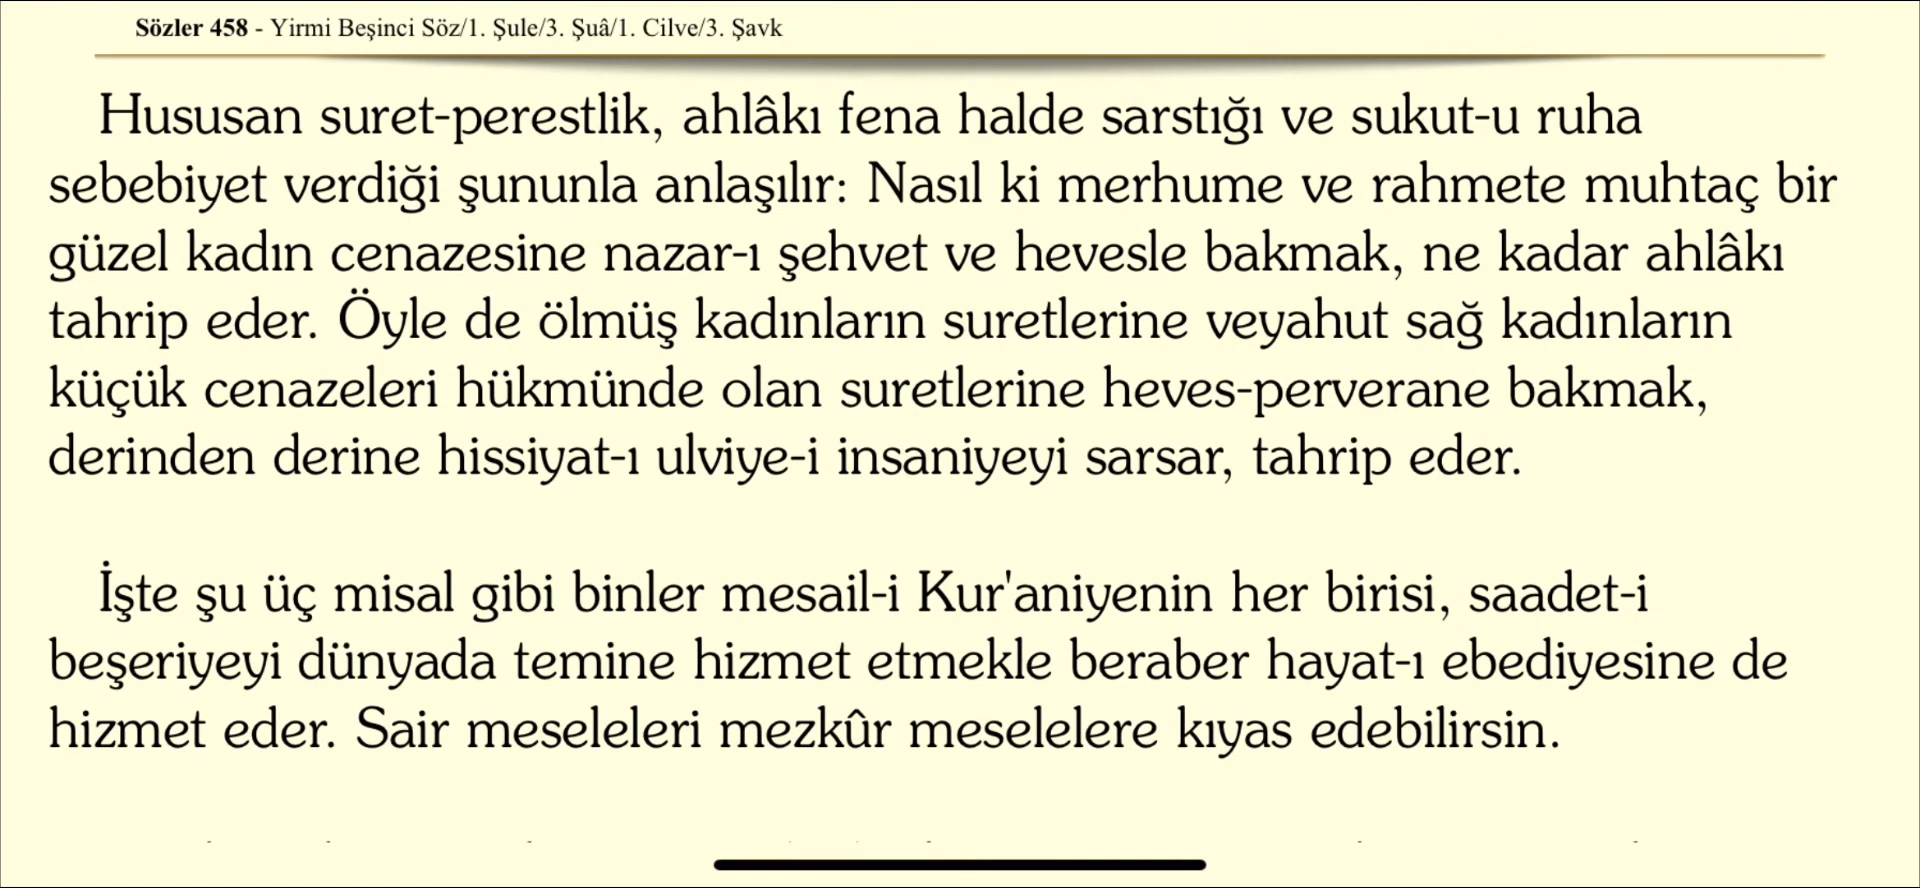 Sözler 458 - Yirmi Beşinci Söz/1. Şule/3. Şuâ/1. Cilve/3. Şavk
Hususan suret-perestlik, ahlâkı fena halde sarstığı ve sukut-u ruha
sebebiyet verdiği şununla anlaşılır: Nasıl ki merhume ve rahmete muhtaç bir
güzel kadın cenazesine nazar-ı şehvet ve hevesle bakmak, ne kadar ahlâkı
tahrip eder. Öyle de ölmüş kadınların suretlerine veyahut sağ kadınların
küçük cenazeleri hükmünde olan suretlerine heves-perverane bakmak,
derinden derine hissiyat-ı ulviye-i insaniyeyi sarsar, tahrip eder.
İşte şu üç misal gibi binler mesail-i Kur'aniyenin her birisi, saadet-i
beşeriyeyi dünyada temine hizmet etmekle beraber hayat-ı ebediyesine de
hizmet eder. Sair meseleleri mezkûr meselelere kıyas edebilirsin.